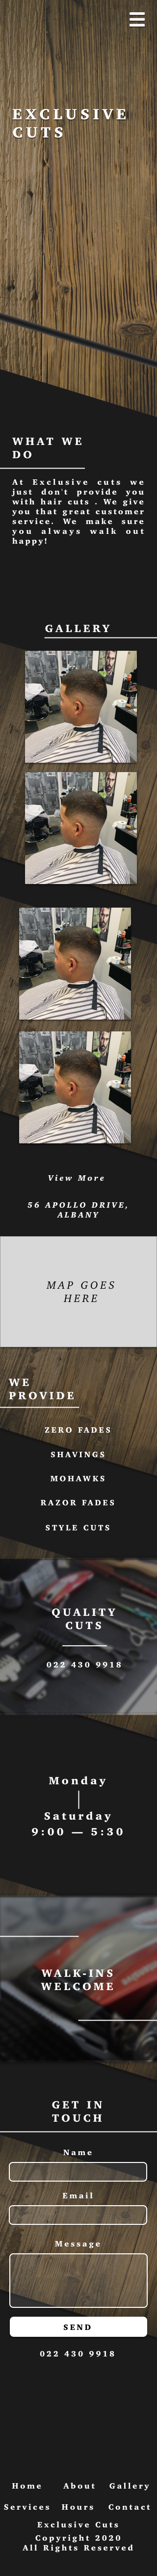 EXCLUSIVE
CUTS
WHAT WE
DO
At Exclusive cuts we
just don't provide you
with hair cuts . We give
you that great customer
service. We make sure
you always walk out
happy!
GALLERY
View More
56 APOLLO DRIVE,
ALBANY
MAP GOES
HERE
WE
PROVIDE
ZERO FADES
SHAVINGS
MOHAWKS
RAZOR FADES
STYLE CUTS
QUALITY
CUTS
022 430 9918
Monday
Saturday
9:00 — 5:30
WALK-INS
WELCOME
GET IN
TOUCH
Name
Email
Message
SEND
022 430 9918
Home About Gallery
Services Hours Contact
Exclusive Cuts
Copyright 2020
All Rights Reserved